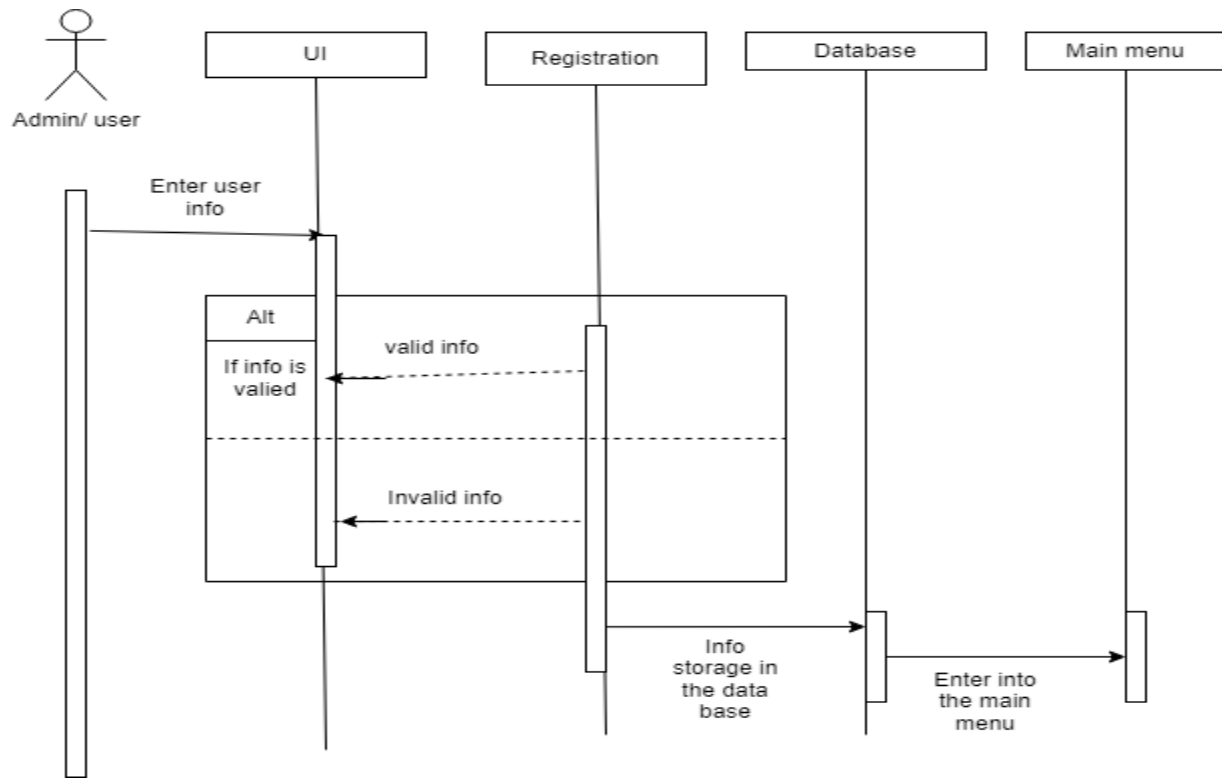 Admin/ user
UI
Registration
Database
Main menu
Enter user
info
Alt
If info is
valied
valid info
Invalid info
Info
storage in
the data
base
Enter into
the main
menu